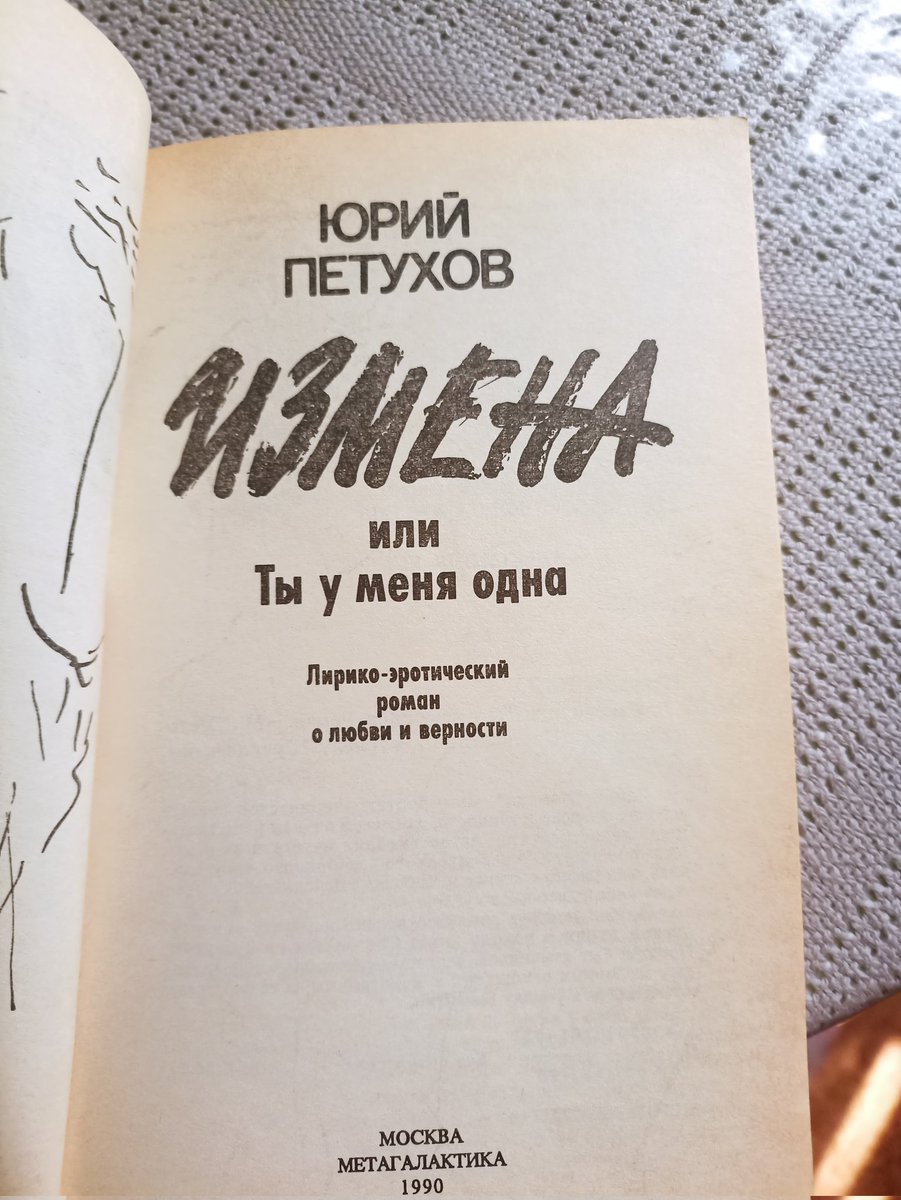 ЮРИЙ
ПЕТУХОВ
ИЗМЕНА
или
Ты у меня одна
Лирико-эротический
роман
о любви и верности
МОСКВА
МЕТАГАЛАКТИКА
1990